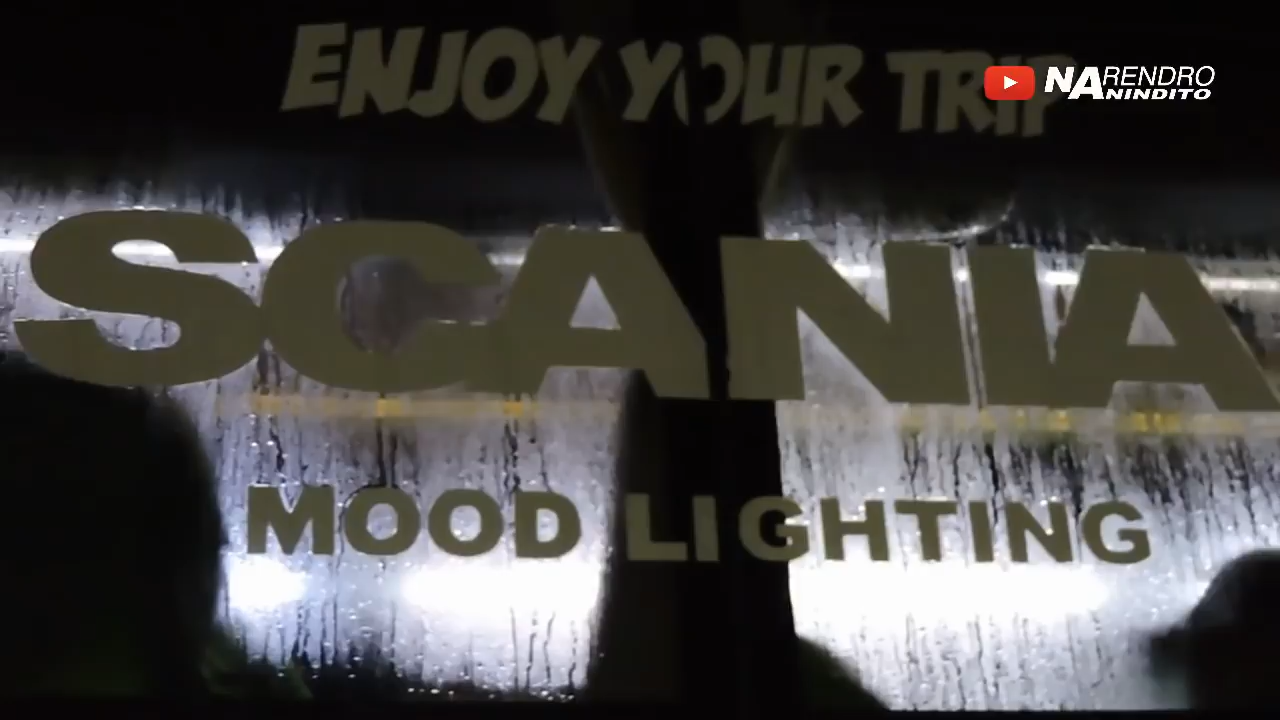 ENJOY YOUR TRIP
NARENDRO
ANINDITO
SCANIA
MOOD LIGHTING